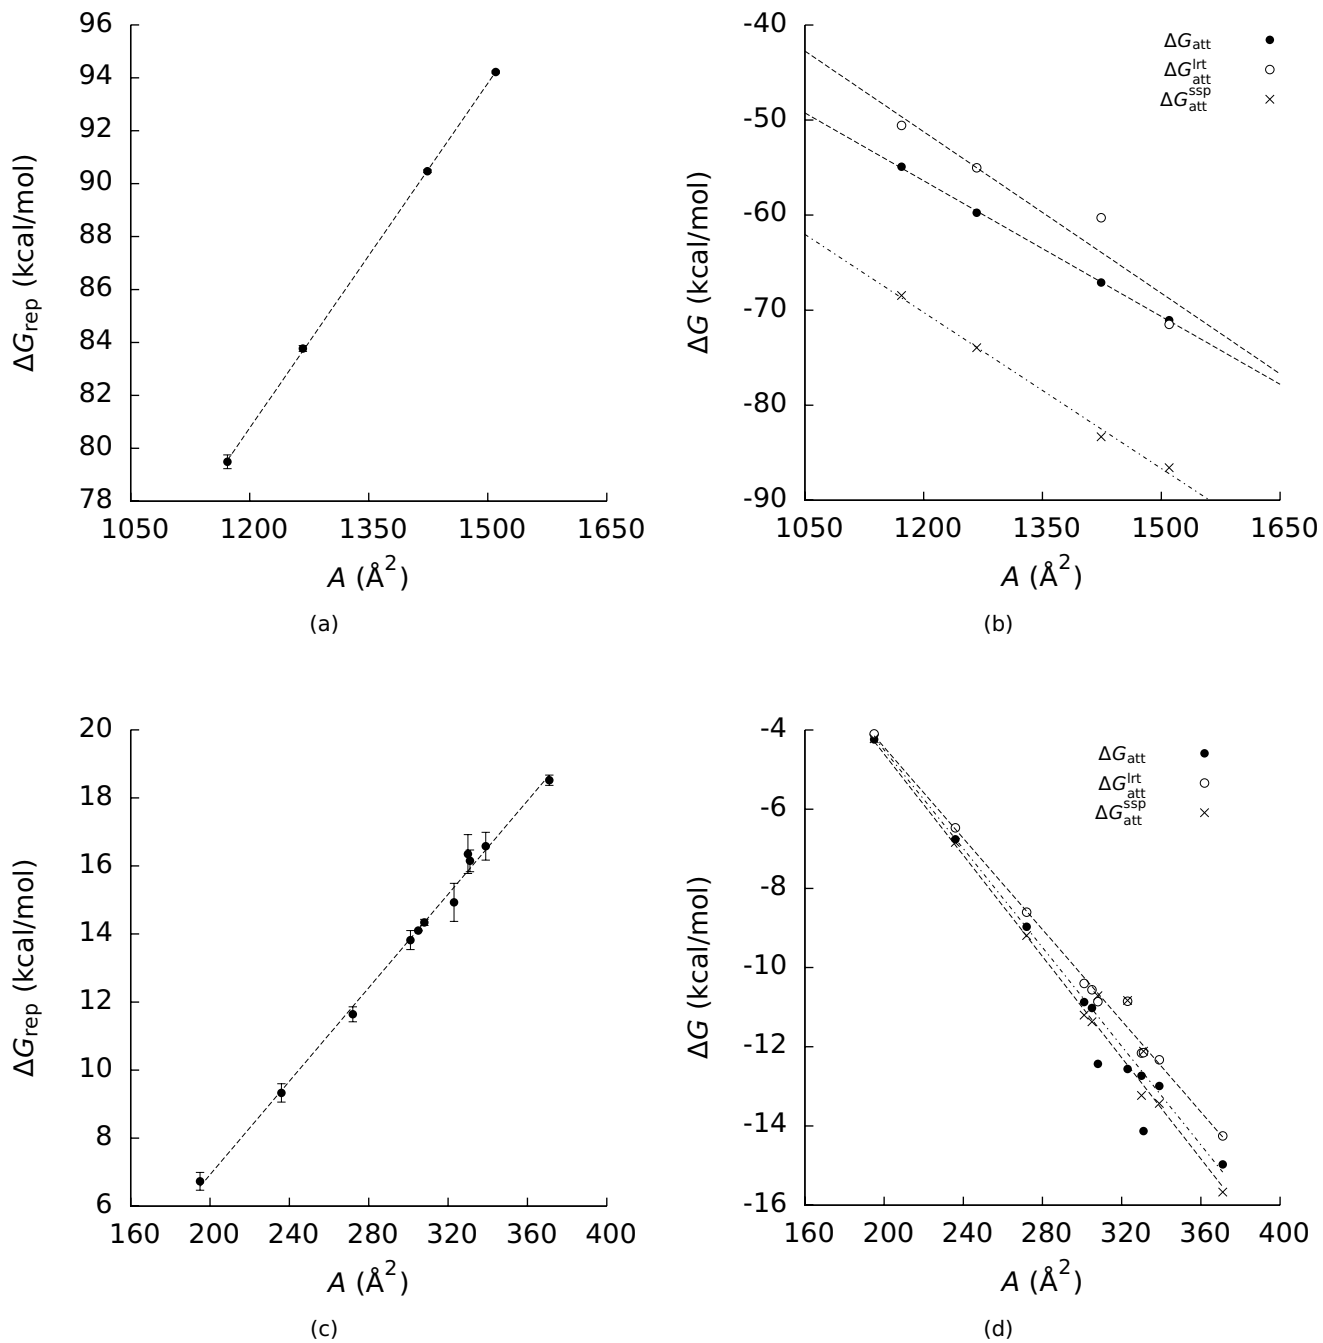 96
94
92
90
88
86
84
82
80
78
1050 1200 1350 1500 1650
ΔG_rep (kcal/mol)
A (Å²)
(a)
-40
-50
-60
-70
-80
-90
1050 1200 1350 1500 1650
ΔG (kcal/mol)
A (Å²)
ΔG_att
ΔG_att^lrt
ΔG_att^ssp
(b)
20
18
16
14
12
10
8
6
160 200 240 280 320 360 400
ΔG_rep (kcal/mol)
A (Å²)
(c)
-4
-6
-8
-10
-12
-14
-16
160 200 240 280 320 360 400
ΔG (kcal/mol)
A (Å²)
ΔG_att
ΔG_att^lrt
ΔG_att^ssp
(d)